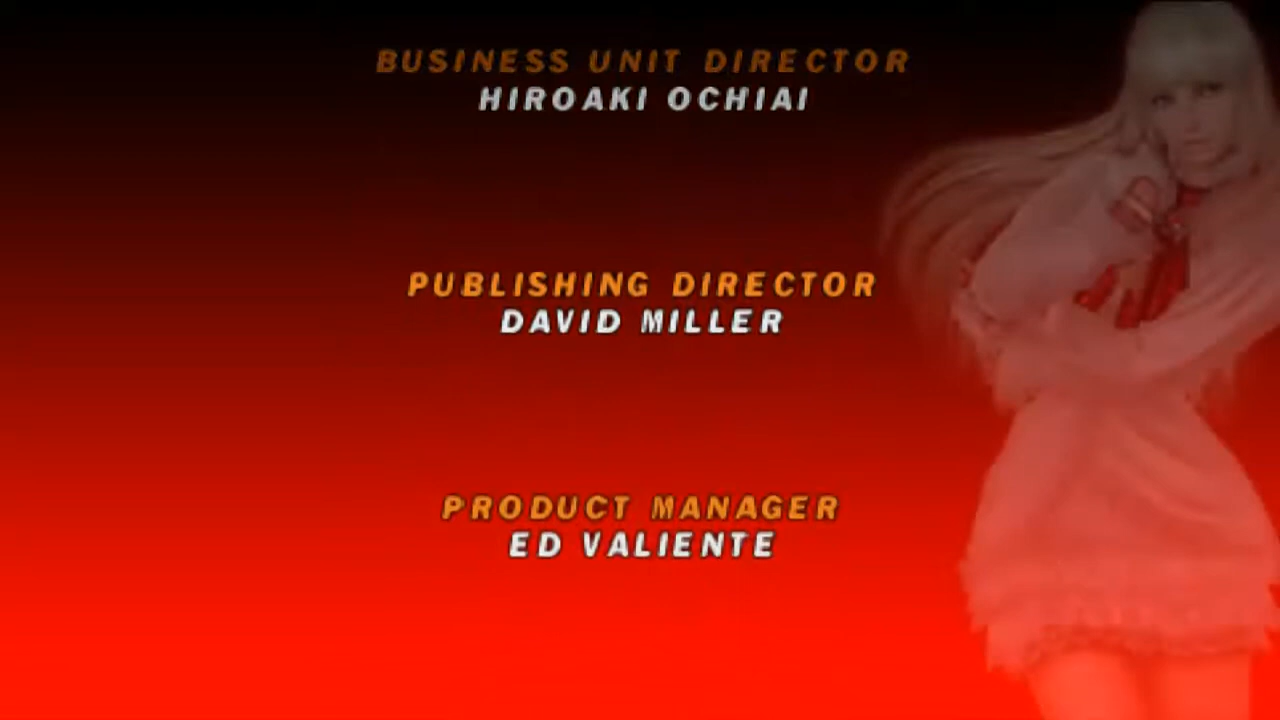 BUSINESS UNIT DIRECTOR
HIROAKI OCHIAI
PUBLISHING DIRECTOR
DAVID MILLER
PRODUCT MANAGER
ED VALIENTE